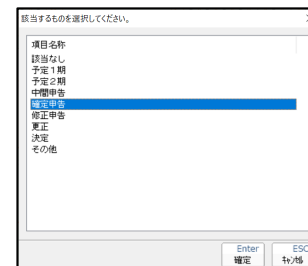 該当するものを選択してください。
項目名称
該当なし
予定1期
予定2期
中間申告
確定申告
修正申告
更正
決定
その他
Enter
確定
ESC
ｷｬﾝｾﾙ